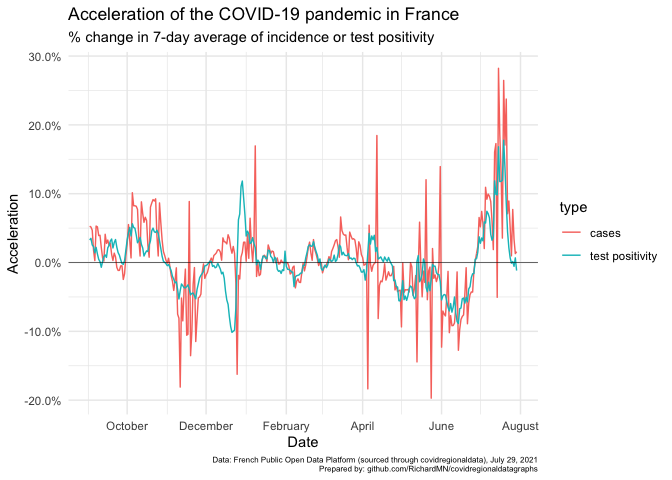 Acceleration of the COVID-19 pandemic in France
% change in 7-day average of incidence or test positivity
30.0%
20.0%
10.0%
0.0%
-10.0%
-20.0%
Acceleration
October December February April June August
Date
type
cases
test positivity
Data: French Public Open Data Platform (sourced through covidregionaldata), July 29, 2021
Prepared by: github.com/RichardMN/covidregionaldatagraphs